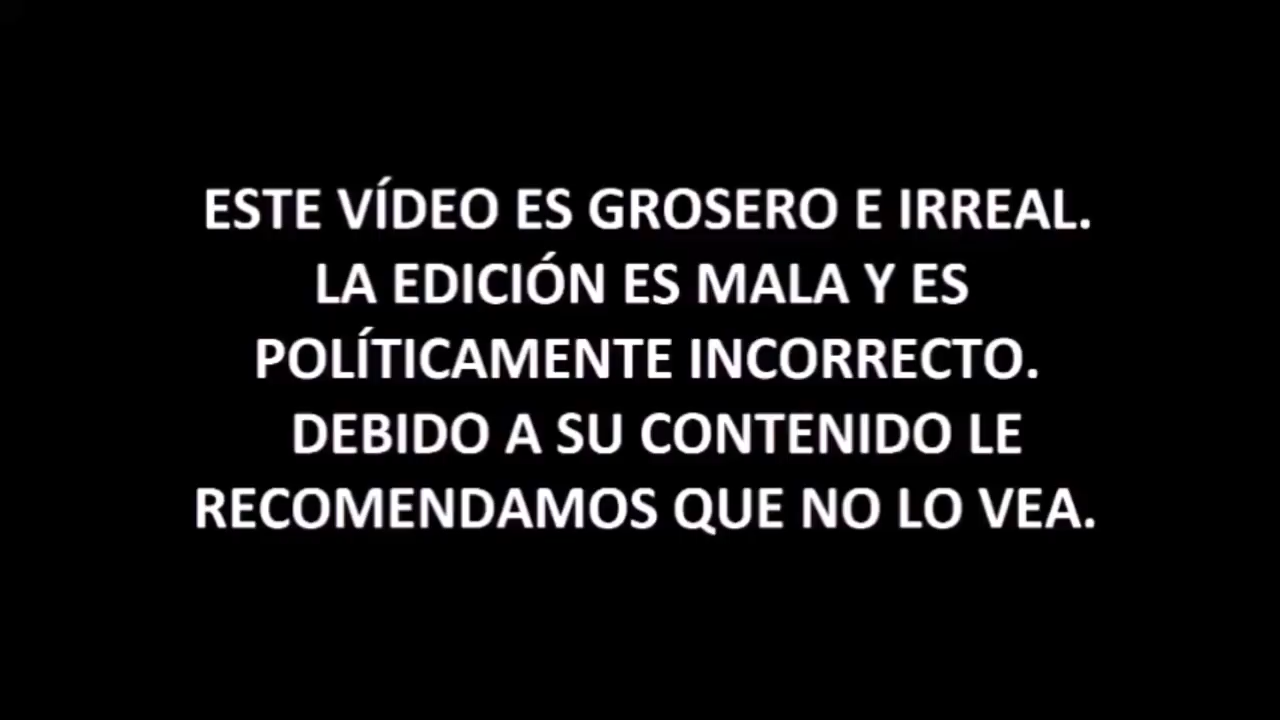 ESTE VÍDEO ES GROSERO E IRREAL.
LA EDICIÓN ES MALA Y ES
POLÍTICAMENTE INCORRECTO.
DEBIDO A SU CONTENIDO LE
RECOMENDAMOS QUE NO LO VEA.